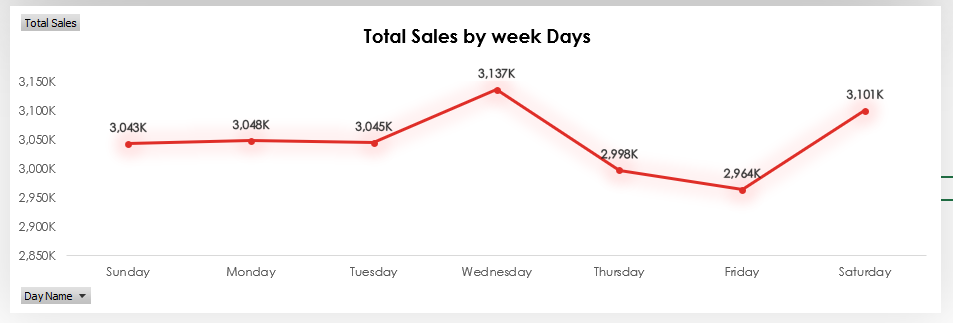 Total Sales
Total Sales by week Days
3,150K
3,100K
3,050K
3,000K
2,950K
2,900K
2,850K
3,043K
3,048K
3,045K
3,137K
2,998K
2,964K
3,101K
Sunday Monday Tuesday Wednesday Thursday Friday Saturday
Day Name